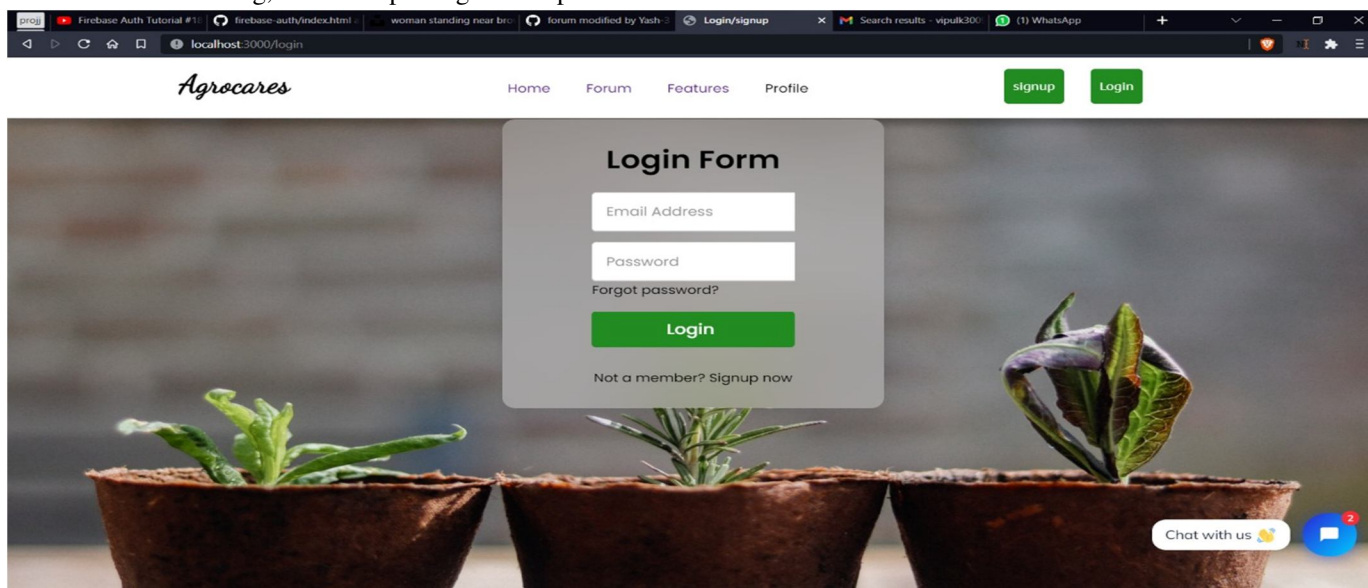 projj Firebase Auth Tutorial #18 firebase-auth/index.html woman standing near bro forum modified by Yash-3 Login/signup Search results - vipulk300 (1) WhatsApp
localhost:3000/login
Agrocares Home Forum Features Profile signup Login
Login Form
Email Address
Password
Forgot password?
Login
Not a member? Signup now
Chat with us 👋 2